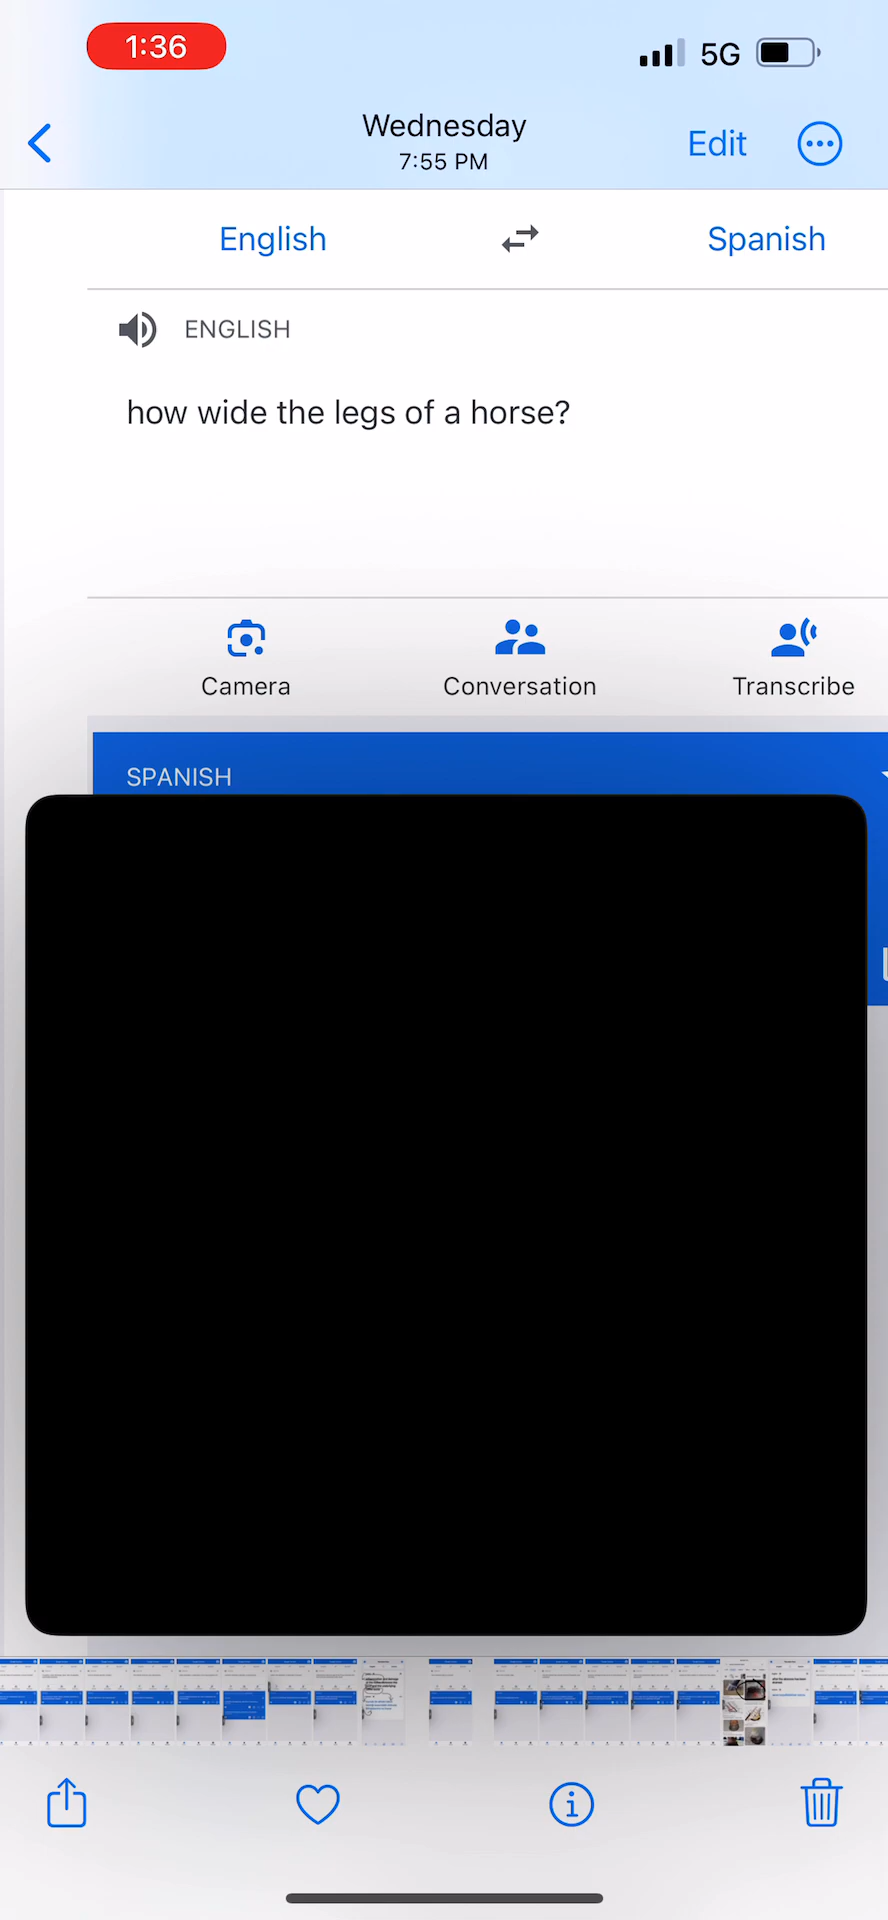 1:36
5G
Wednesday
7:55 PM
Edit
English
Spanish
ENGLISH
how wide the legs of a horse?
Camera
Conversation
Transcribe
SPANISH